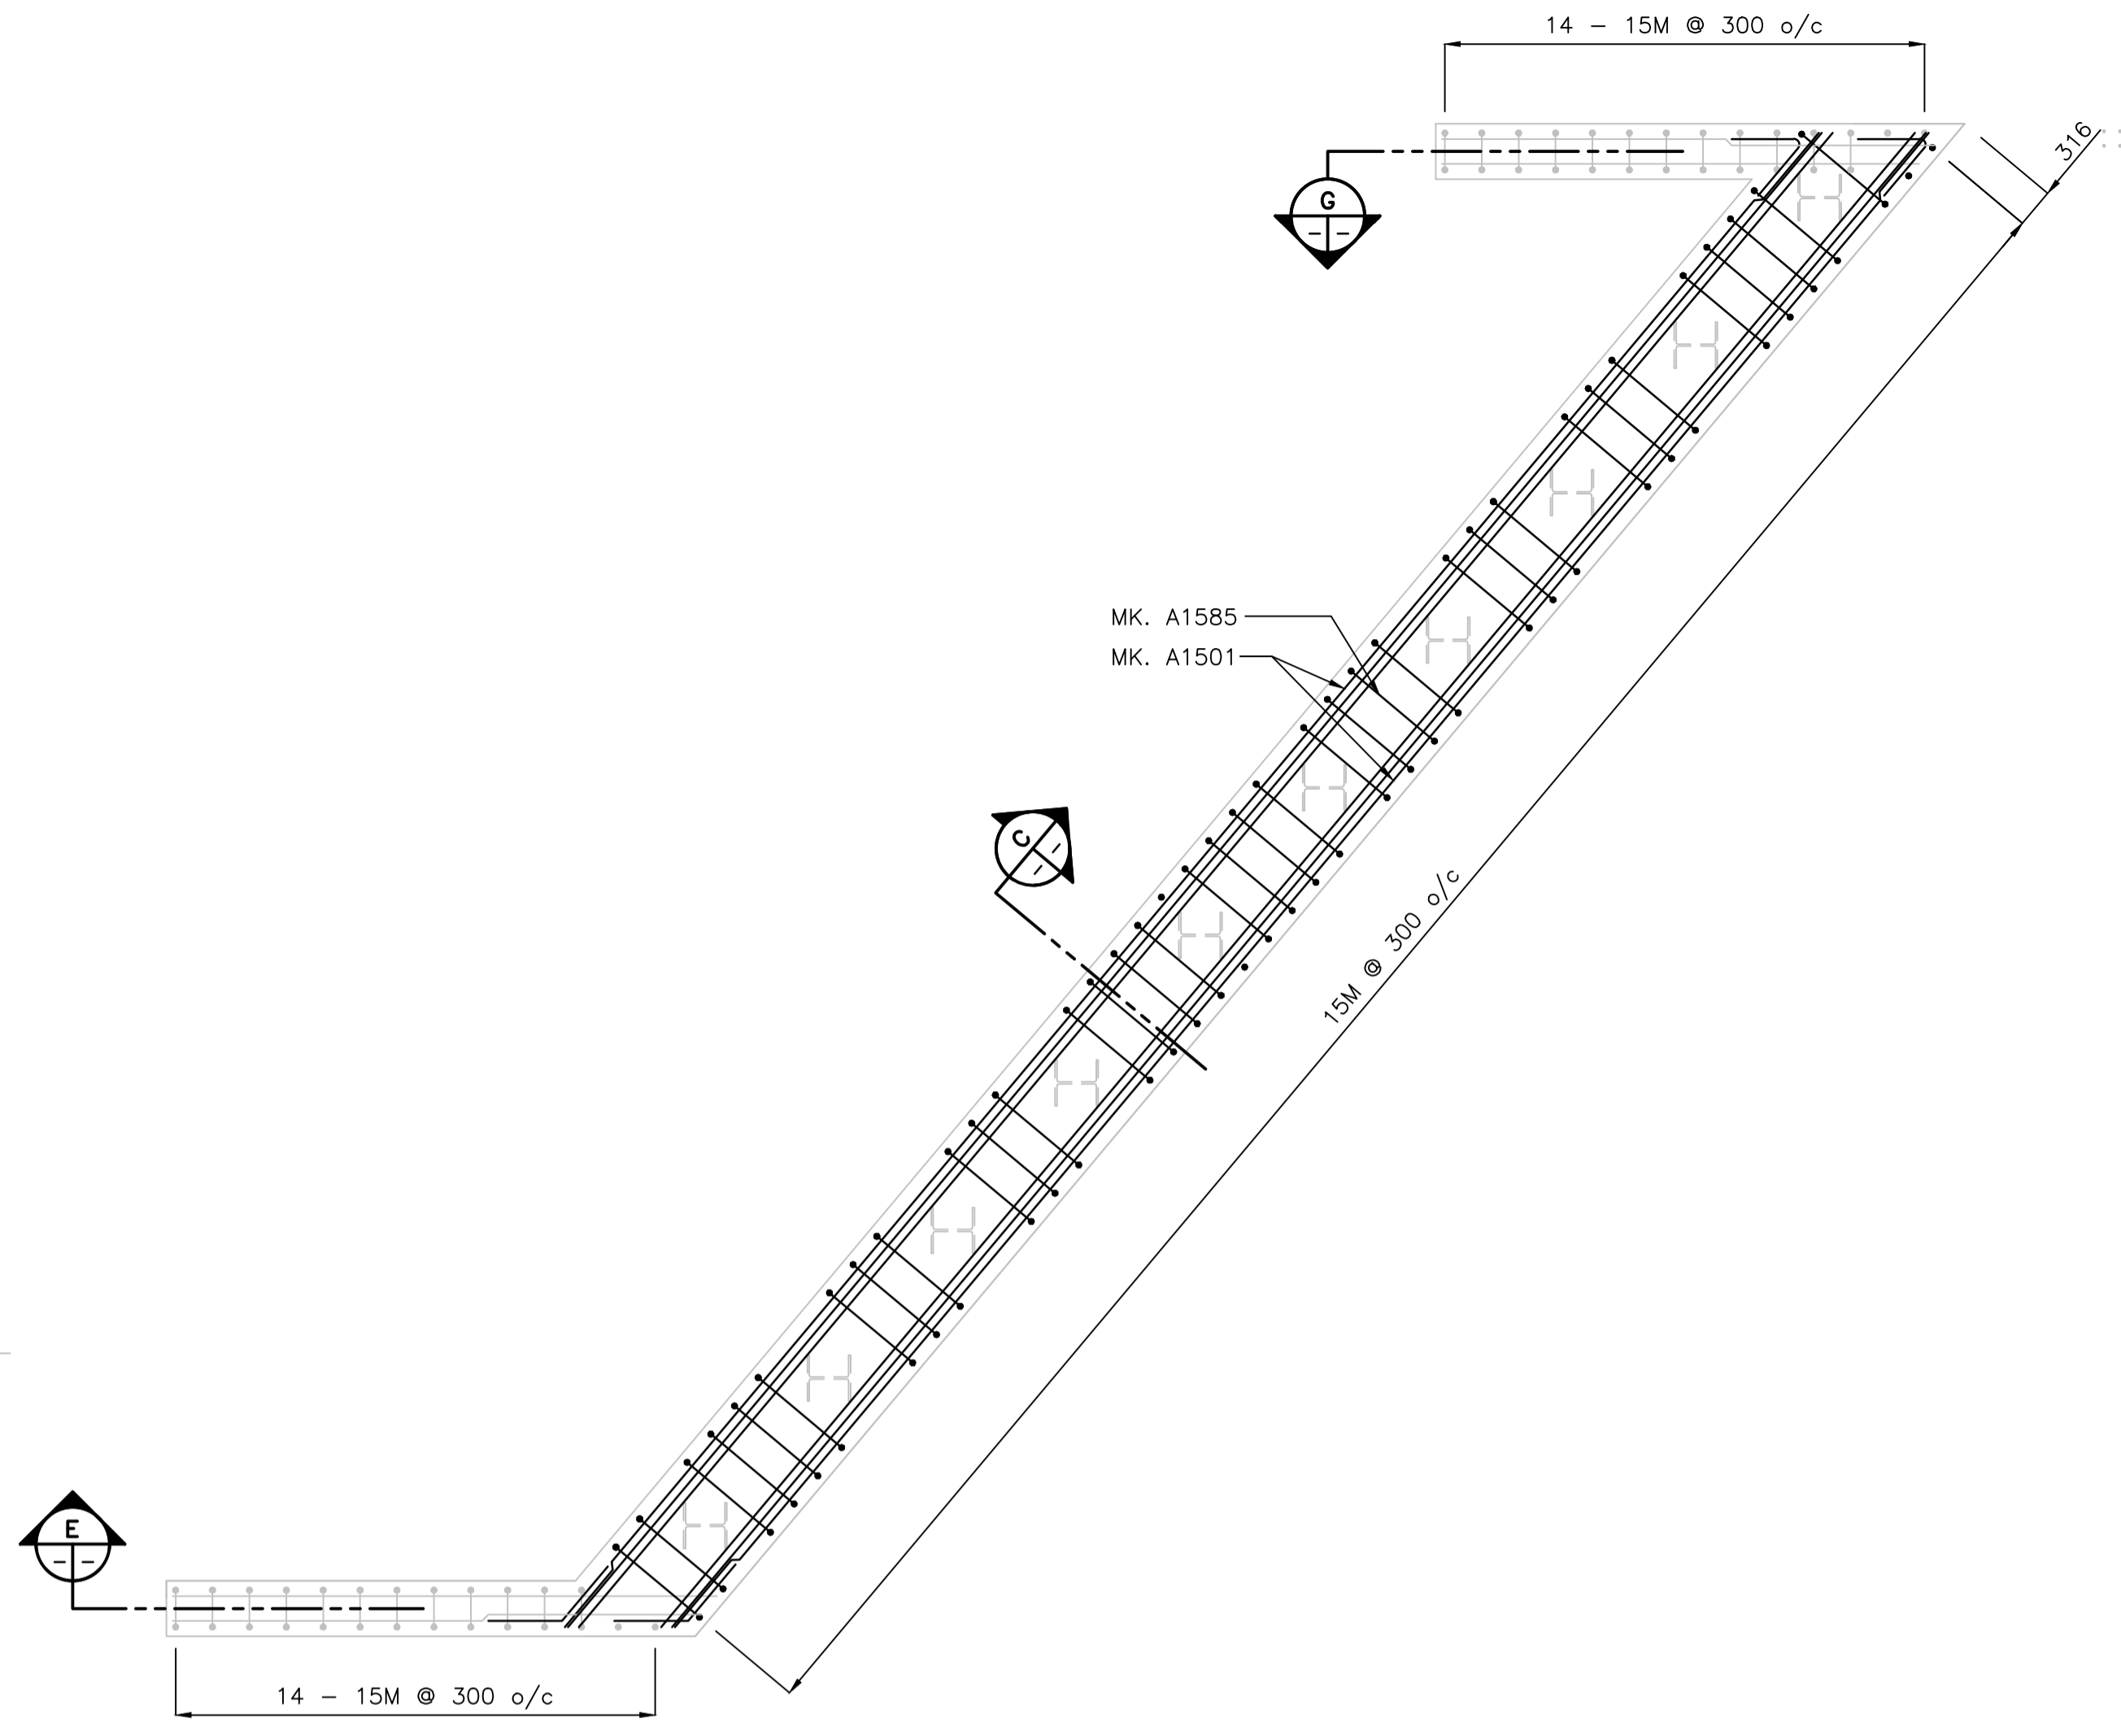 14 - 15M @ 300 o/c
316
G
- -
MK. A1585
MK. A1501
C
- -
15M @ 300 o/c
E
- -
14 - 15M @ 300 o/c